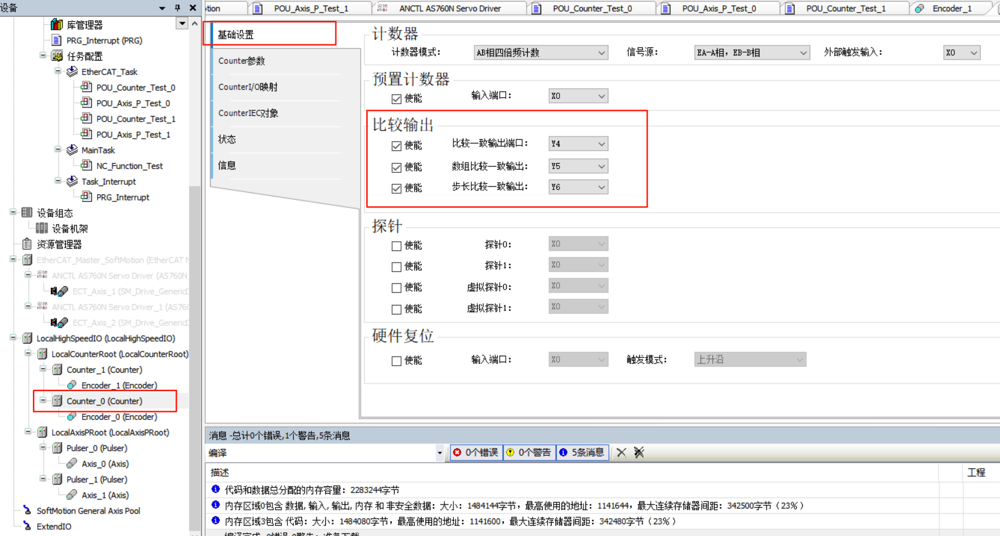 设备
库管理器
PRG_Interrupt (PRG)
任务配置
EtherCAT_Task
POU_Counter_Test_0
POU_Axis_P_Test_0
POU_Counter_Test_1
POU_Axis_P_Test_1
MainTask
NC_Function_Test
Task_Interrupt
PRG_Interrupt
设备组态
设备机架
资源管理器
EtherCAT_Master_SoftMotion (EtherCAT
ANCTL AS760N Servo Driver (AS760N
ECT_Axis_1 (SM_Drive_Generic
ANCTL AS760N Servo Driver_1 (AS76
ECT_Axis_2 (SM_Drive_Generic
LocalHighSpeedIO (LocalHighSpeedIO)
LocalCounterRoot (LocalCounterRoot)
Counter_1 (Counter)
Encoder_1 (Encoder)
Counter_0 (Counter)
Encoder_0 (Encoder)
LocalAxisPRoot (LocalAxisPRoot)
Pulser_0 (Pulser)
Axis_0 (Axis)
Pulser_1 (Pulser)
Axis_1 (Axis)
SoftMotion General Axis Pool
ExtendIO
tion POU_Axis_P_Test_1 ANCTL AS760N Servo Driver POU_Counter_Test_0 POU_Axis_P_Test_0 POU_Counter_Test_1 Encoder_1
基础设置
Counter参数
CounterI/O映射
CounterIEC对象
状态
信息
计数器
计数器模式： AB相四倍频计数 信号源： EA-A相，EB-B相 外部触发输入： X0
预置计数器
使能 输入端口： X0
比较输出
使能 比较一致输出端口： Y4
使能 数组比较一致输出： Y5
使能 步长比较一致输出： Y6
探针
使能 探针0： X0
使能 探针1： X0
使能 虚拟探针0： X0
使能 虚拟探针1： X0
硬件复位
使能 输入端口： X0 触发模式： 上升沿
消息 -总计0个错误,1个警告,5条消息
编译 0个错误 0个警告 5条消息
描述 工程
代码和数据总分配的内存容量：2283244字节
内存区域0包含 数据, 输入, 输出, 内存 和 非安全数据：大小：1484144字节，最高使用的地址：1141644，最大连续存储器间距：342500字节（23%）
内存区域3包含 代码：大小：1484080字节，最高使用的地址：1141600，最大连续存储器间距：342480字节（23%）